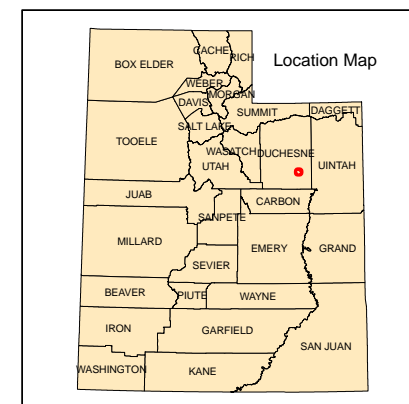 Location Map
CACHE
RICH
BOX ELDER
WEBER
MORGAN
DAVIS
SUMMIT
DAGGETT
SALT LAKE
TOOELE
WASATCH
DUCHESNE
UTAH
UINTAH
JUAB
CARBON
SANPETE
MILLARD
EMERY
GRAND
SEVIER
BEAVER
PIUTE
WAYNE
IRON
GARFIELD
SAN JUAN
WASHINGTON
KANE